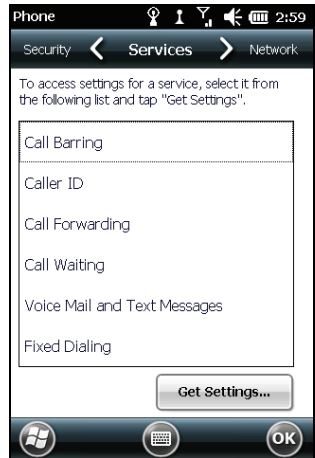 Phone 2:59
Security Services Network
To access settings for a service, select it from
the following list and tap "Get Settings".
Call Barring
Caller ID
Call Forwarding
Call Waiting
Voice Mail and Text Messages
Fixed Dialing
Get Settings...
OK